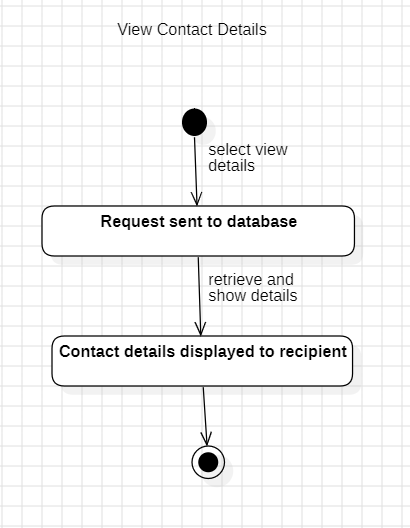 View Contact Details
select view
details
Request sent to database
retrieve and
show details
Contact details displayed to recipient